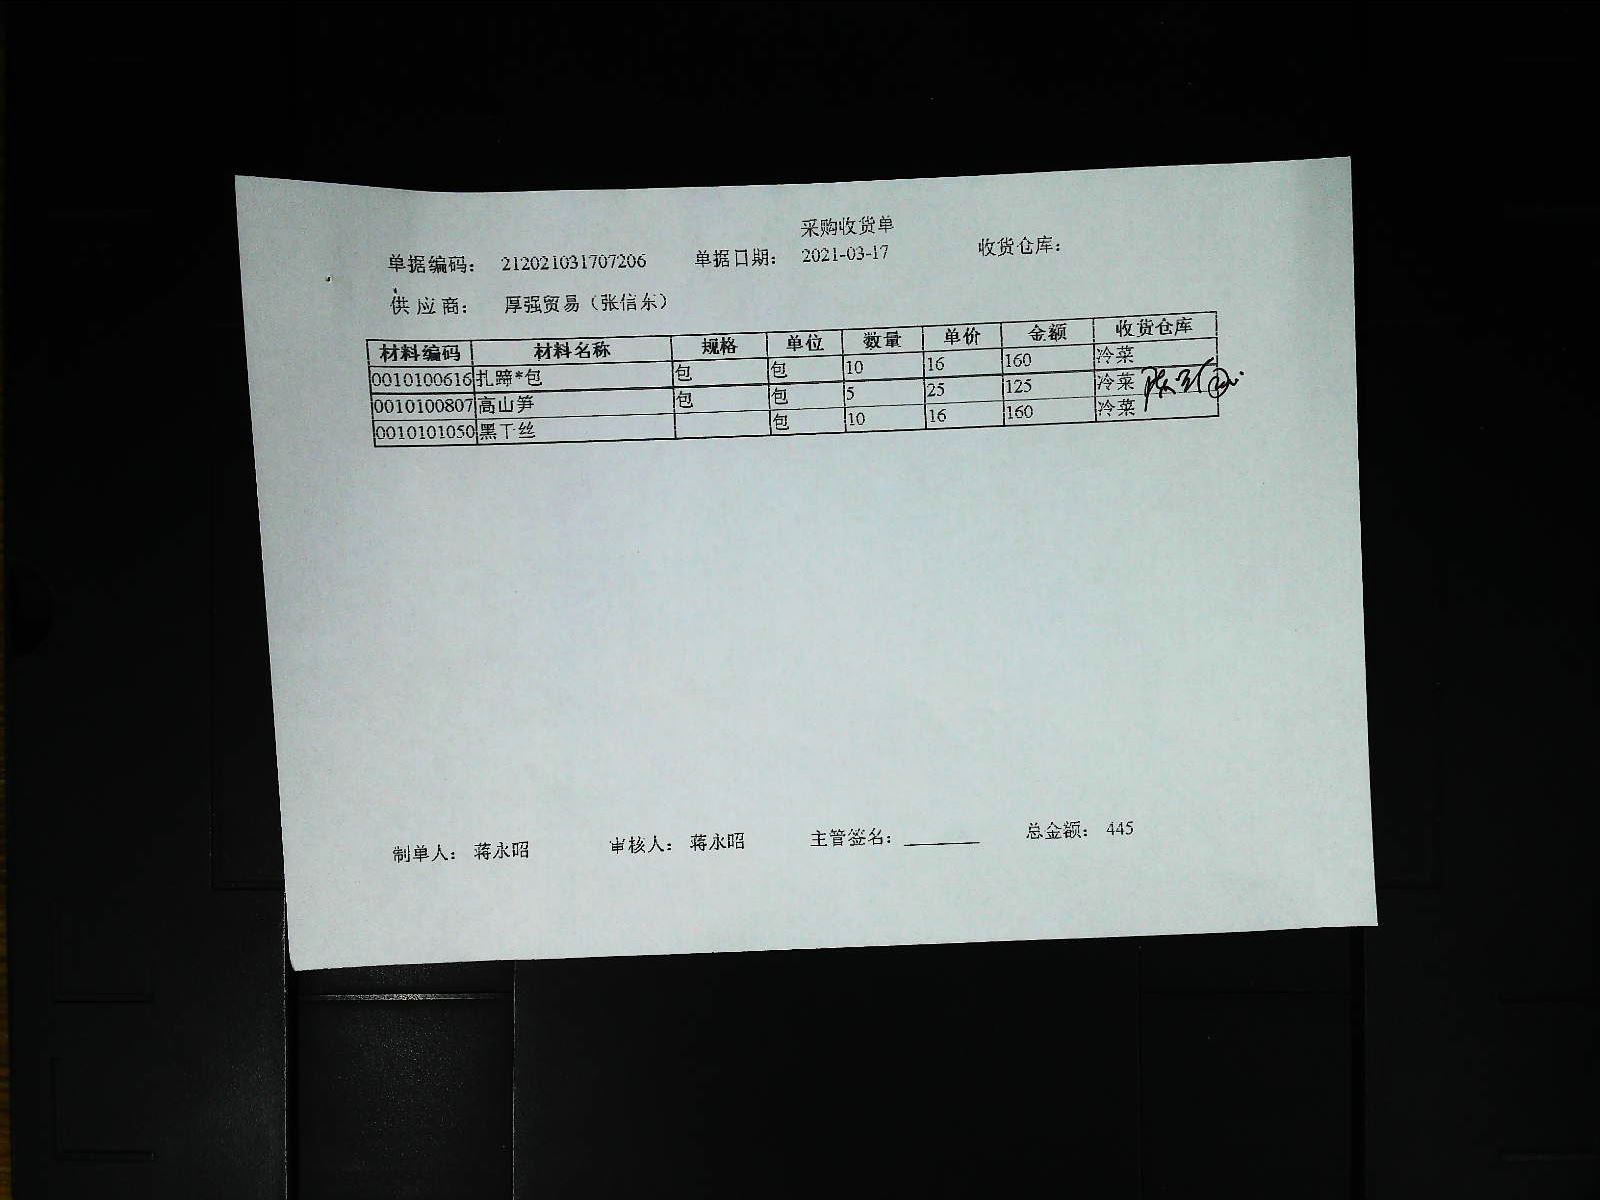 采购收货单
单据编码： 212021031707206 单据日期： 2021-03-17 收货仓库：
供应商： 厚强贸易（张信东）
材料编码 材料名称 规格 单位 数量 单价 金额 收货仓库
0010100616 扎蹄*包 包 包 10 16 160 冷菜
0010100807 高山笋 包 包 5 25 125 冷菜
0010101050 黑干丝 包 10 16 160 冷菜
制单人： 蒋永昭 审核人： 蒋永昭 主管签名： 总金额： 445